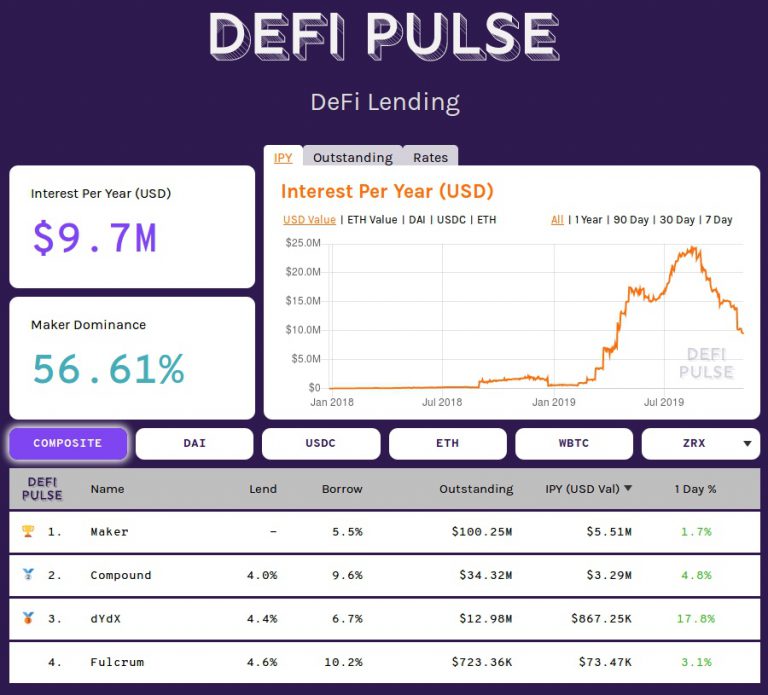 DEFI PULSE
DeFi Lending
IPY Outstanding Rates
Interest Per Year (USD)
$9.7M
Maker Dominance
56.61%
Interest Per Year (USD)
USD Value | ETH Value | DAI | USDC | ETH All | 1 Year | 90 Day | 30 Day | 7 Day
$25.0M
$20.0M
$15.0M
$10.0M
$5.0M
$0
Jan 2018 Jul 2018 Jan 2019 Jul 2019
DEFI
PULSE
COMPOSITE DAI USDC ETH WBTC ZRX
DEFI
PULSE
Name Lend Borrow Outstanding IPY (USD Val) 1 Day %
1. Maker – 5.5% $100.25M $5.51M 1.7%
2. Compound 4.0% 9.6% $34.32M $3.29M 4.8%
3. dYdX 4.4% 6.7% $12.98M $867.25K 17.8%
4. Fulcrum 4.6% 10.2% $723.36K $73.47K 3.1%